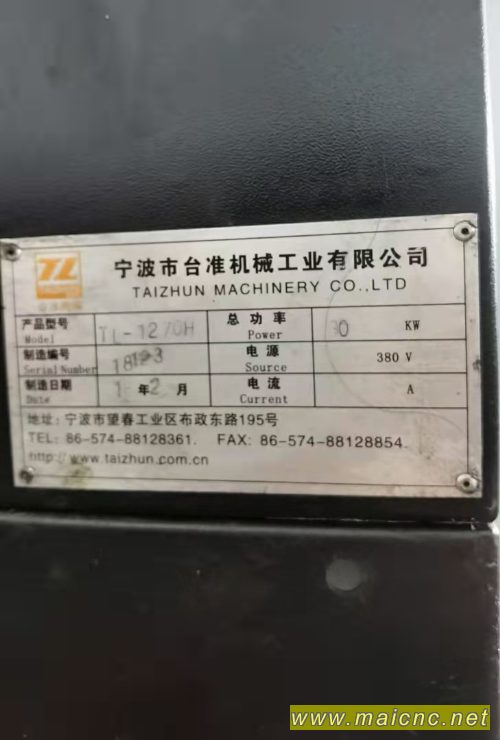 宁波市台准机械工业有限公司
TAIZHUN MACHINERY CO.,LTD
产品型号 Model TL-1270H 总功率 Power KW
制造编号 Serial Number 电源 Source 380 V
制造日期 Date 年 2 月 电流 Current A
地址: 宁波市望春工业区布政东路195号
TEL: 86-574-88128361. FAX: 86-574-88128854.
http://www.taizhun.com.cn
www.maicnc.net